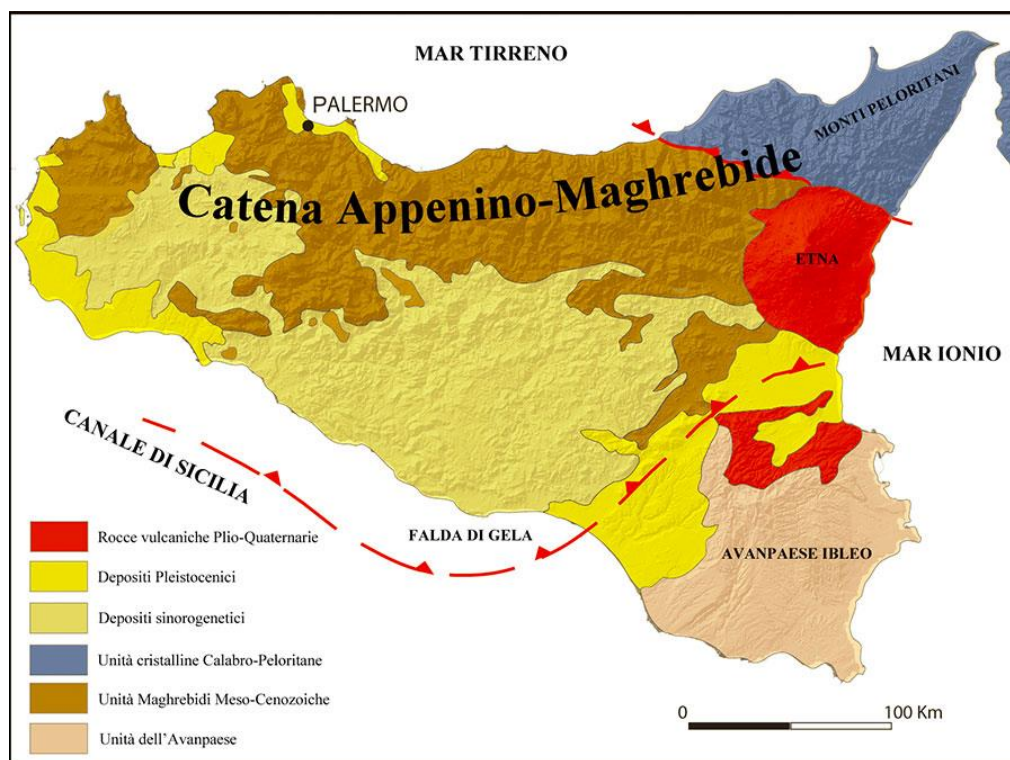 MAR TIRRENO
PALERMO
MONTI PELORITANI
Catena Appenino-Maghrebide
ETNA
MAR IONIO
CANALE DI SICILIA
FALDA DI GELA
AVANPAESE IBLEO
Rocce vulcaniche Plio-Quaternarie
Depositi Pleistocenici
Depositi sinorogenetici
Unità cristalline Calabro-Peloritane
Unità Maghrebidi Meso-Cenozoiche
Unità dell'Avanpaese
0 100 Km